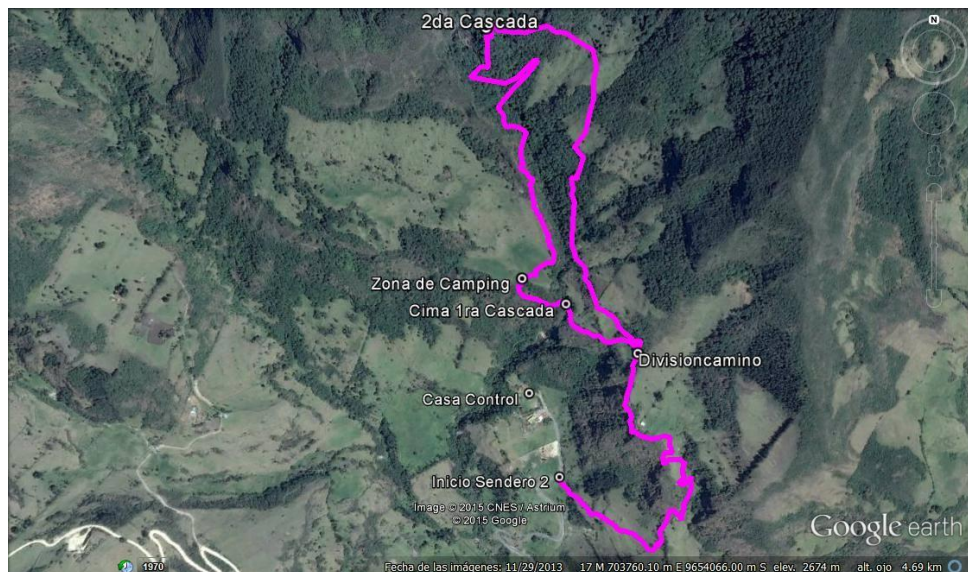 N
2da Cascada
Zona de Camping
Cima 1ra Cascada
Divisioncamino
Casa Control
Inicio Sendero 2
Image © 2015 CNES / Astrium
© 2015 Google
Google earth
1970
Fecha de las imágenes: 11/29/2013 17 M 703760.10 m E 9654066.00 m S elev. 2674 m alt. ojo 4.69 km